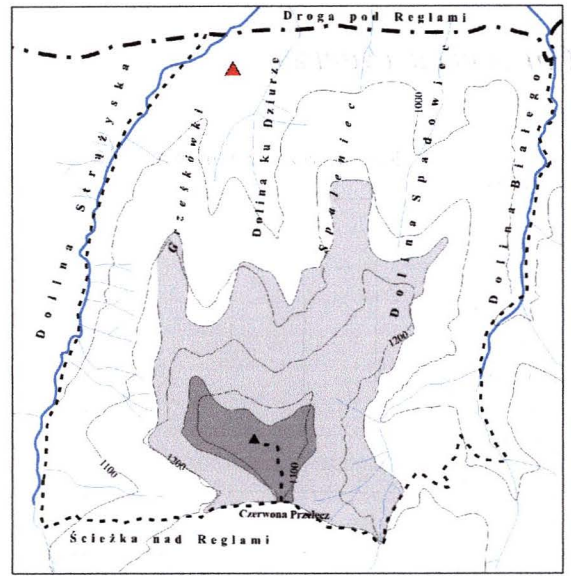 Droga pod Reglami
Dolina Strążyska
Grześkówki
Dolina ku Dziurze
Spaleniec
1000
Dolina Spadowiec
Dolina Białego
1200
1100
1200
1300
Czerwona Przełęcz
Ścieżka nad Reglami